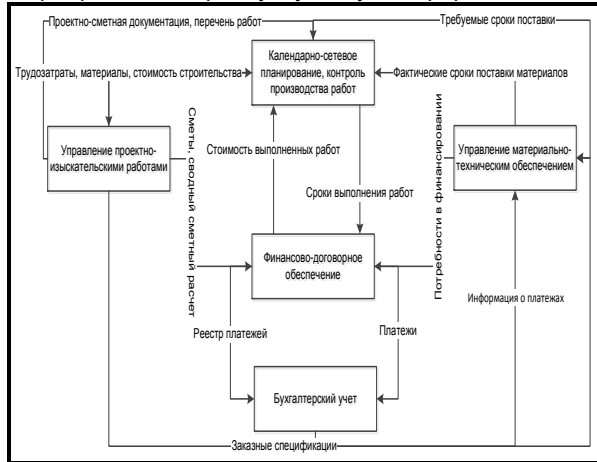 Проектно-сметная документация, перечень работ
Требуемые сроки поставки
Календарно-сетевое
планирование, контроль
производства работ
Трудозатраты, материалы, стоимость строительства
Фактические сроки поставки материалов
Управление проектно-
изыскательскими работами
Сметы, сводный сметный расчет
Стоимость выполненных работ
Сроки выполнения работ
Потребности в финансировании
Управление материально-
техническим обеспечением
Финансово-договорное
обеспечение
Информация о платежах
Реестр платежей
Платежи
Бухгалтерский учет
Заказные спецификации